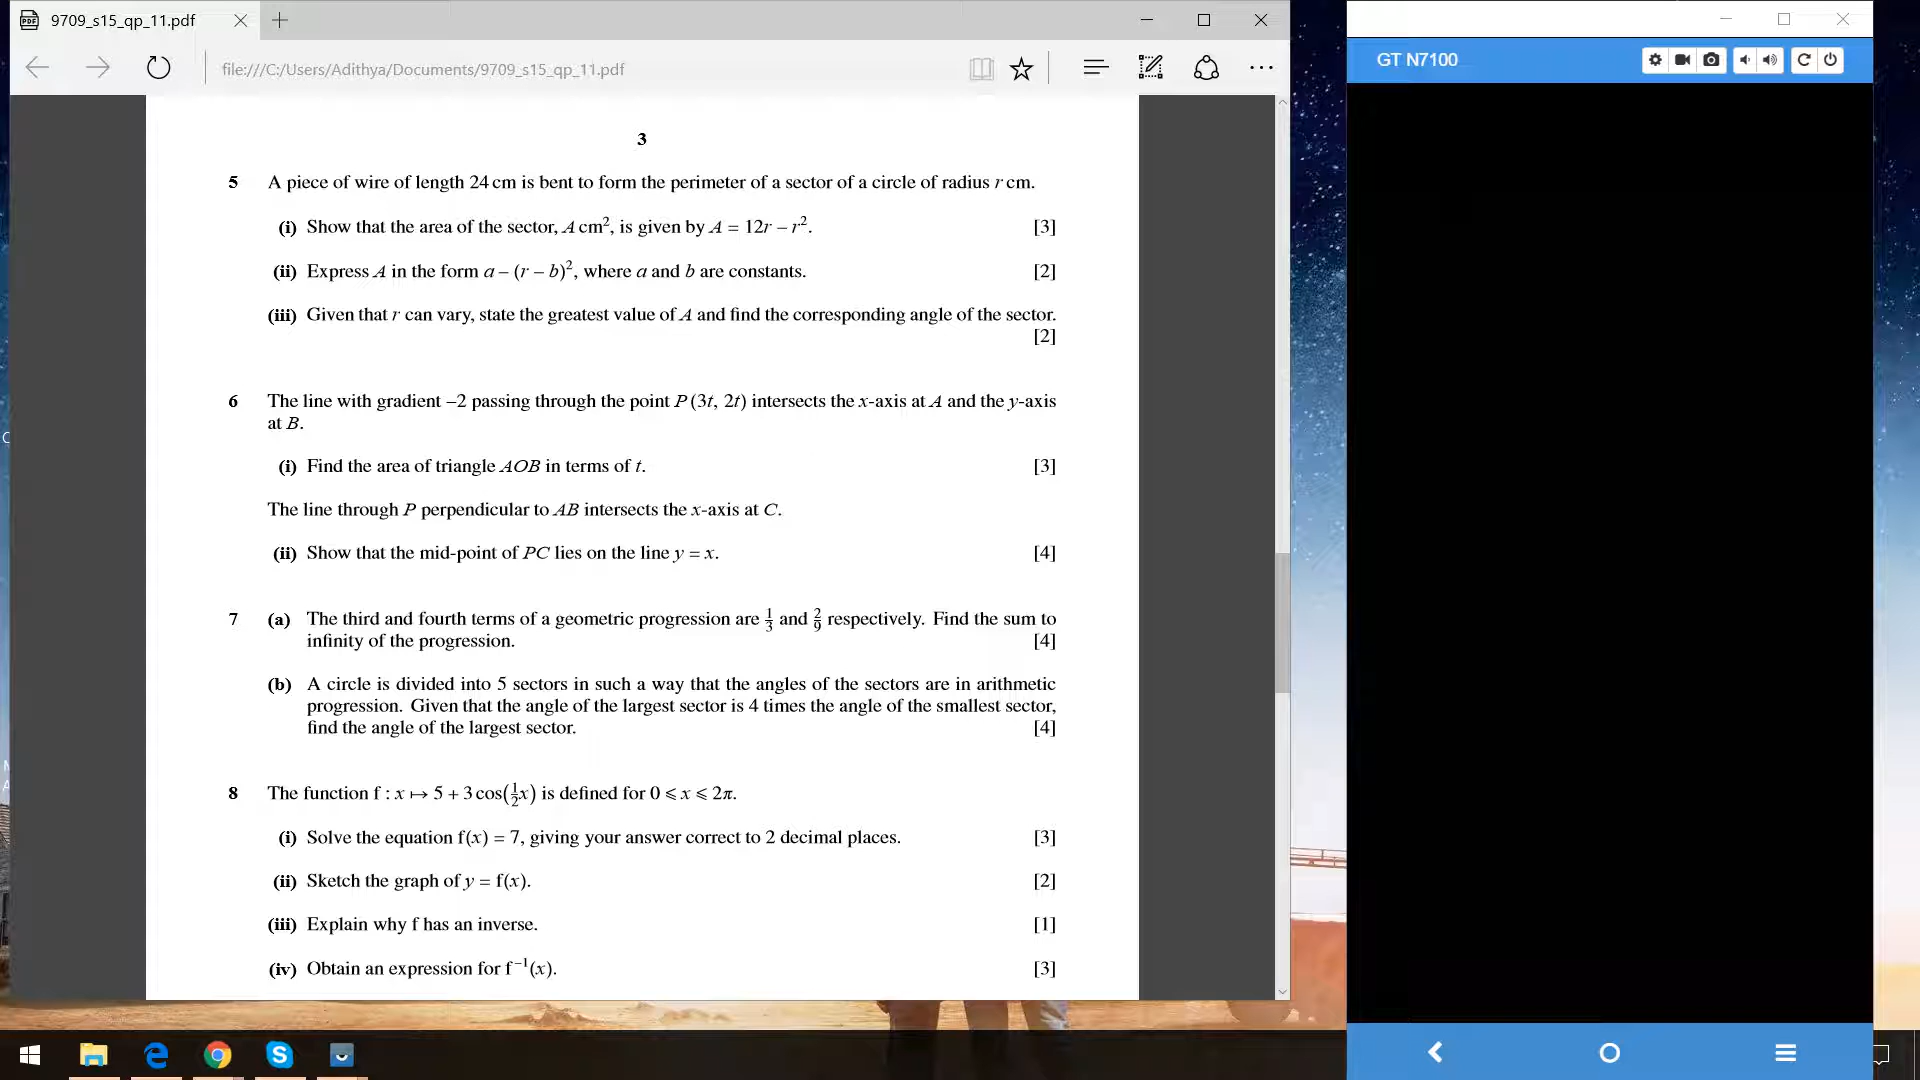 9709_s15_qp_11.pdf
file:///C:/Users/Adithya/Documents/9709_s15_qp_11.pdf
GT N7100
3
5 A piece of wire of length 24 cm is bent to form the perimeter of a sector of a circle of radius r cm.
(i) Show that the area of the sector, A cm², is given by A = 12r − r². [3]
(ii) Express A in the form a − (r − b)², where a and b are constants. [2]
(iii) Given that r can vary, state the greatest value of A and find the corresponding angle of the sector.
[2]
6 The line with gradient −2 passing through the point P(3t, 2t) intersects the x-axis at A and the y-axis
at B.
(i) Find the area of triangle AOB in terms of t. [3]
The line through P perpendicular to AB intersects the x-axis at C.
(ii) Show that the mid-point of PC lies on the line y = x. [4]
7 (a) The third and fourth terms of a geometric progression are 1/3 and 2/9 respectively. Find the sum to
infinity of the progression. [4]
(b) A circle is divided into 5 sectors in such a way that the angles of the sectors are in arithmetic
progression. Given that the angle of the largest sector is 4 times the angle of the smallest sector,
find the angle of the largest sector. [4]
8 The function f : x ↦ 5 + 3 cos(½x) is defined for 0 ⩽ x ⩽ 2π.
(i) Solve the equation f(x) = 7, giving your answer correct to 2 decimal places. [3]
(ii) Sketch the graph of y = f(x). [2]
(iii) Explain why f has an inverse. [1]
(iv) Obtain an expression for f⁻¹(x). [3]